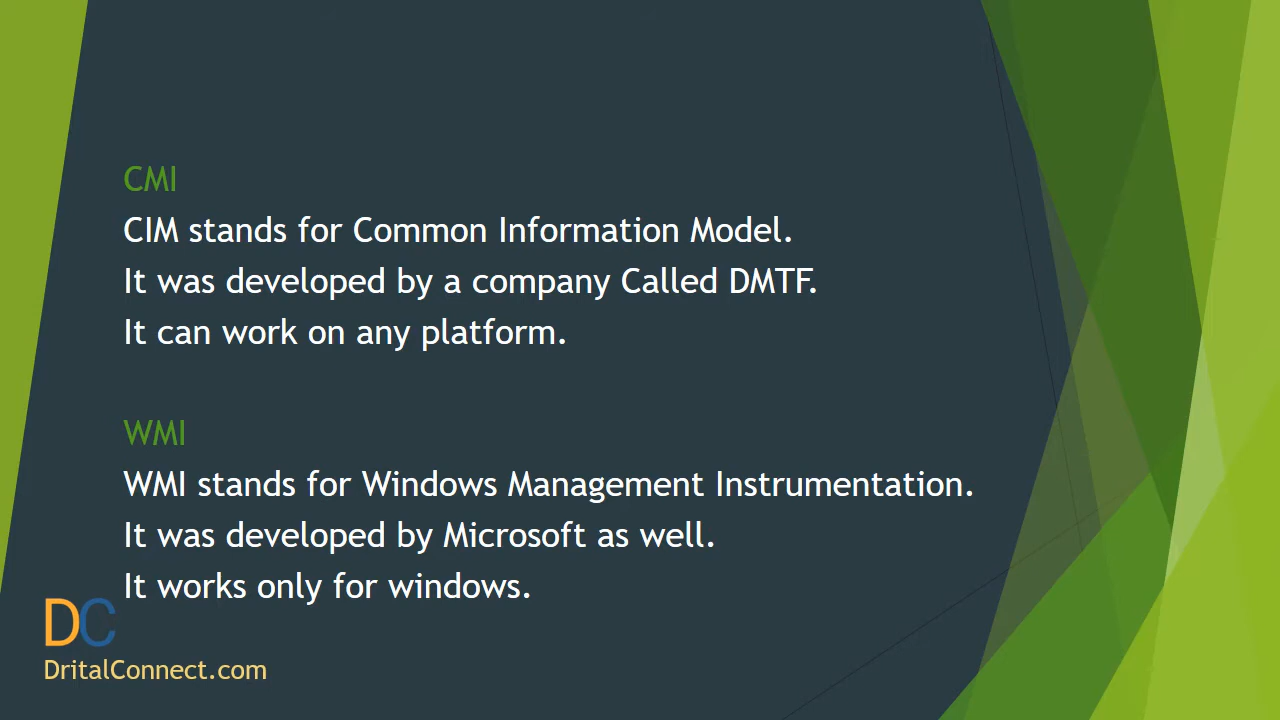 CMI
CIM stands for Common Information Model.
It was developed by a company Called DMTF.
It can work on any platform.
WMI
WMI stands for Windows Management Instrumentation.
It was developed by Microsoft as well.
It works only for windows.
DC
DritalConnect.com